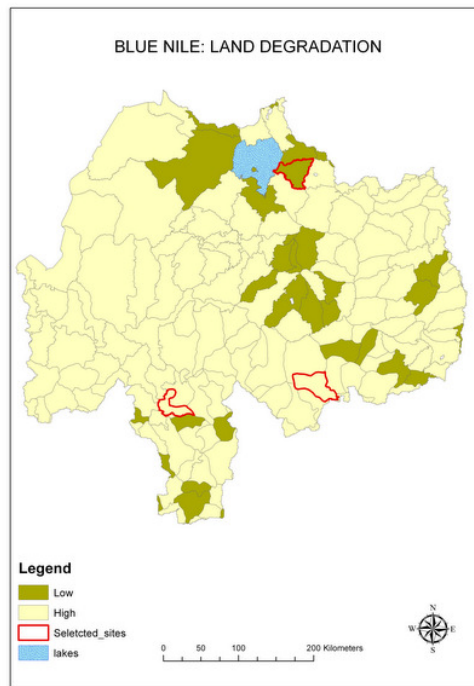 BLUE NILE: LAND DEGRADATION
Legend
Low
High
Seletcted_sites
lakes
0 50 100 200 Kilometers
N
W E
S